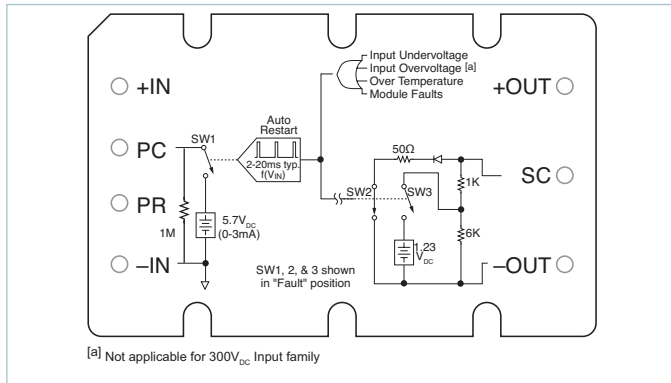 Input Undervoltage
Input Overvoltage [a]
Over Temperature
Module Faults
+IN
+OUT
PC
SW1
Auto
Restart
2-20ms typ.
f(VIN)
50Ω
1K
SC
PR
SW2
SW3
1M
5.7VDC
(0-3mA)
6K
1.23
VDC
–IN
SW1, 2, & 3 shown
in "Fault" position
–OUT
[a] Not applicable for 300VDC Input family